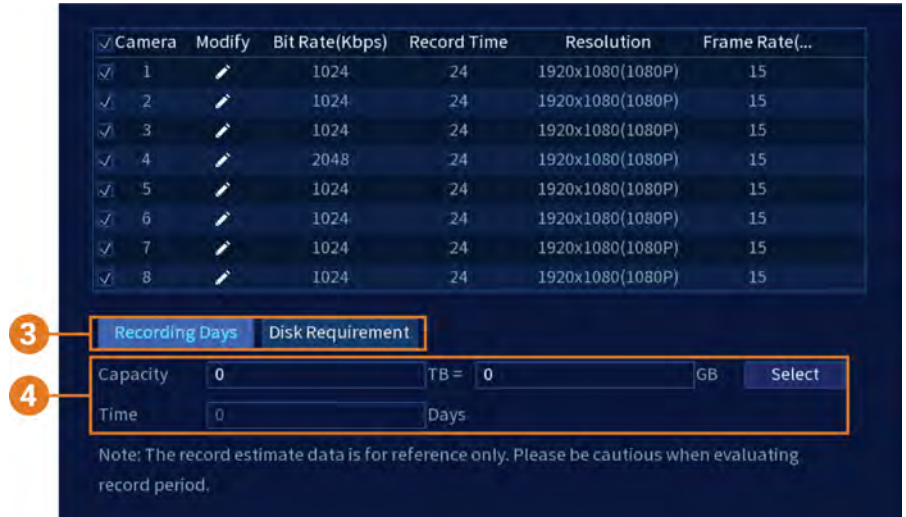 Camera Modify Bit Rate(Kbps) Record Time Resolution Frame Rate(...
1 1024 24 1920x1080(1080P) 15
2 1024 24 1920x1080(1080P) 15
3 1024 24 1920x1080(1080P) 15
4 2048 24 1920x1080(1080P) 15
5 1024 24 1920x1080(1080P) 15
6 1024 24 1920x1080(1080P) 15
7 1024 24 1920x1080(1080P) 15
8 1024 24 1920x1080(1080P) 15
3 Recording Days Disk Requirement
4
Capacity 0 TB = 0 GB Select
Time 0 Days
Note: The record estimate data is for reference only. Please be cautious when evaluating
record period.